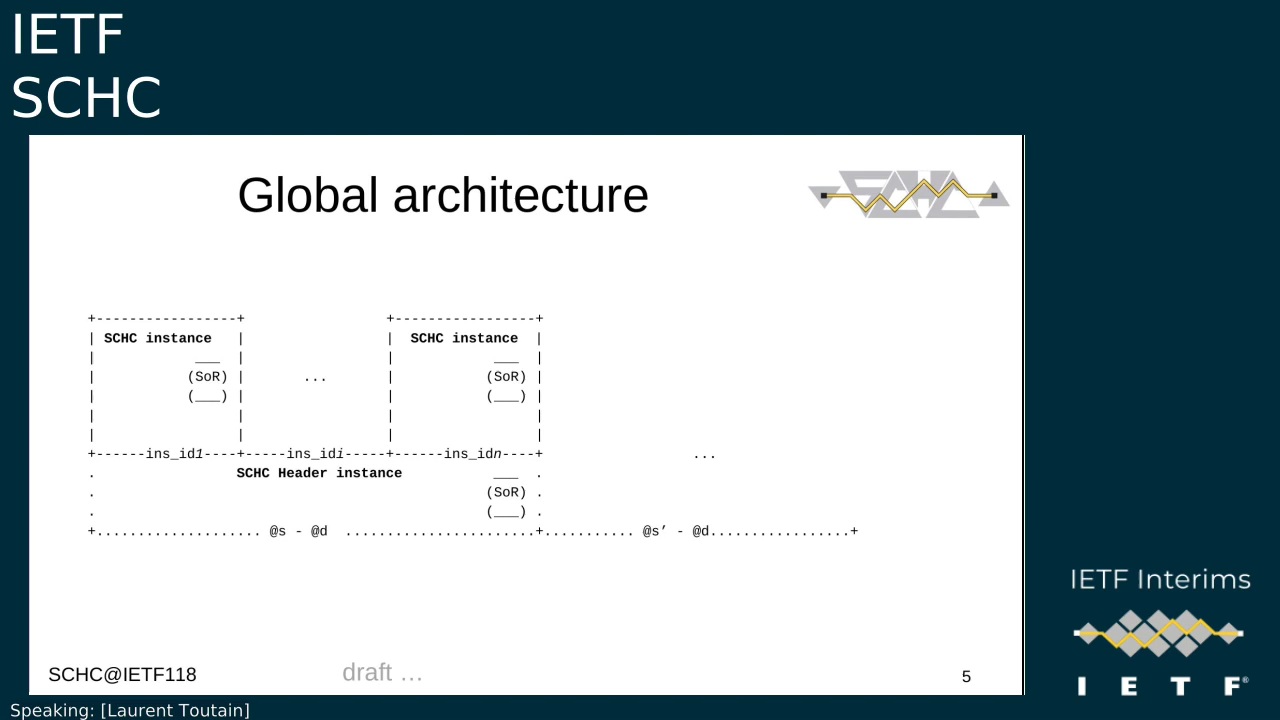 IETF
SCHC
Global architecture
SCHC
+-----------------+                 +-----------------+
| SCHC instance   |                 |  SCHC instance  |
|            ___  |                 |            ___  |
|           (SoR) |       ...       |           (SoR) |
|           (___) |                 |           (___) |
|                 |                 |                 |
|                 |                 |                 |
+------ins_id1----+-----ins_idi-----+------ins_idn----+                  ...
.                 SCHC Header instance           ___  .
.                                               (SoR) .
.                                               (___) .
+.................... @s - @d  .......................+........... @s’ - @d.................+
SCHC@IETF118
draft …
5
IETF Interims
I E T F®
Speaking: [Laurent Toutain]